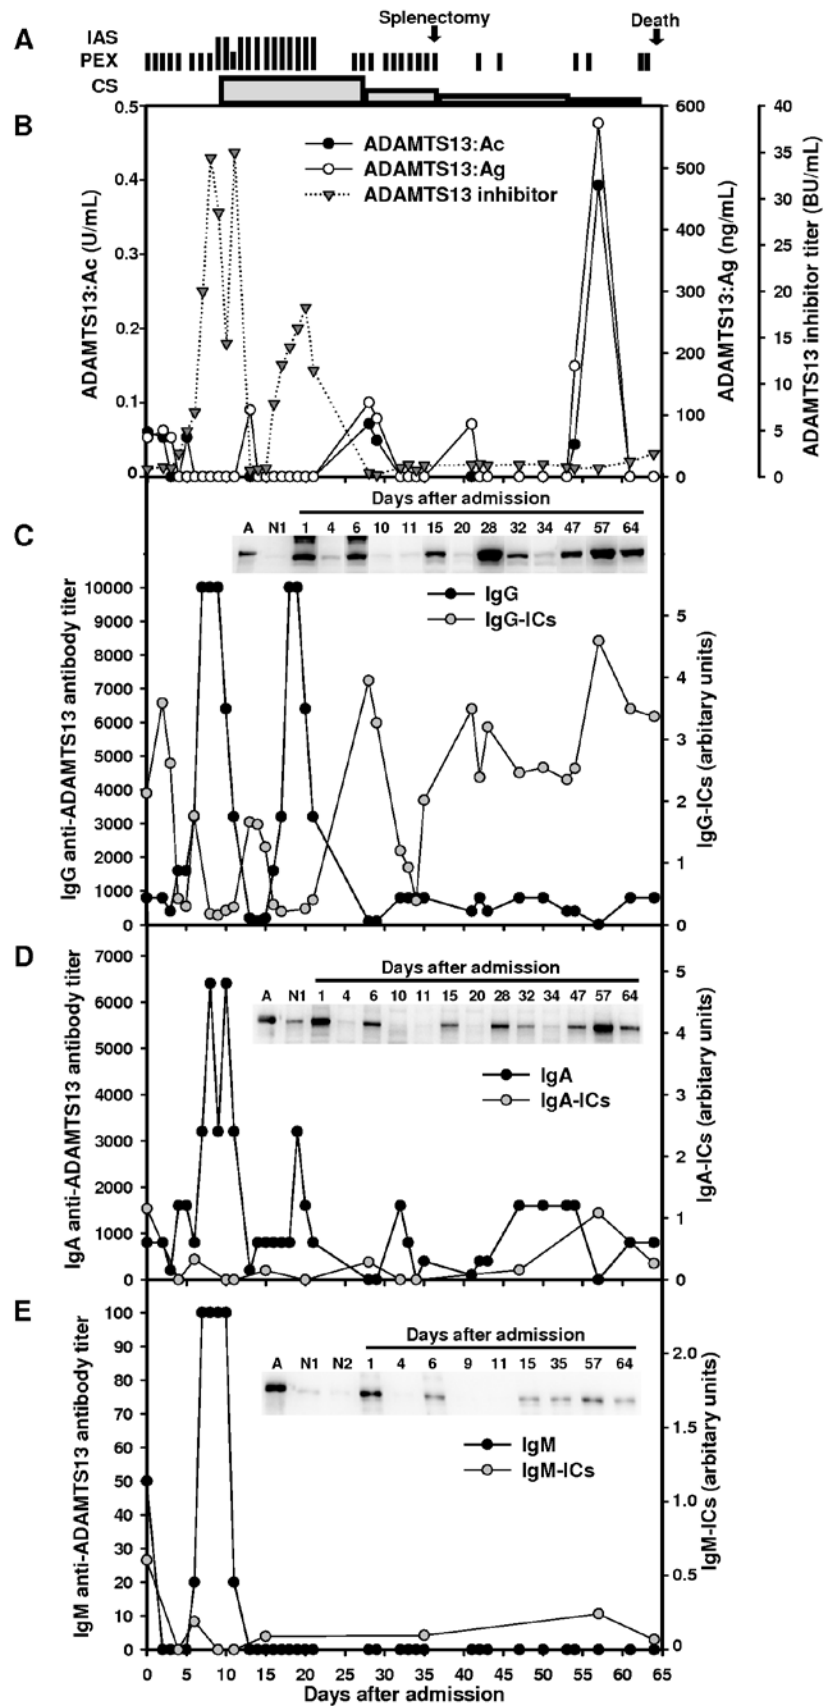 Splenectomy
Death
A
IAS
PEX
CS
B
ADAMTS13:Ac (U/mL)
0.5
0.4
0.3
0.2
0.1
0
ADAMTS13:Ac
ADAMTS13:Ag
ADAMTS13 inhibitor
600
500
400
300
200
100
0
ADAMTS13:Ag (ng/mL)
40
35
30
25
20
15
10
5
0
ADAMTS13 inhibitor titer (BU/mL)
C
Days after admission
A N1 1 4 6 10 11 15 20 28 32 34 47 57 64
IgG
IgG-ICs
IgG anti-ADAMTS13 antibody titer
10000
9000
8000
7000
6000
5000
4000
3000
2000
1000
0
5
4
3
2
1
0
IgG-ICs (arbitary units)
D
Days after admission
A N1 1 4 6 10 11 15 20 28 32 34 47 57 64
IgA
IgA-ICs
IgA anti-ADAMTS13 antibody titer
7000
6000
5000
4000
3000
2000
1000
0
5
4
3
2
1
0
IgA-ICs (arbitary units)
E
Days after admission
A N1 N2 1 4 6 9 11 15 35 57 64
IgM
IgM-ICs
IgM anti-ADAMTS13 antibody titer
100
90
80
70
60
50
40
30
20
10
0
2.0
1.5
1.0
0.5
0
IgM-ICs (arbitary units)
0 5 10 15 20 25 30 35 40 45 50 55 60 65
Days after admission